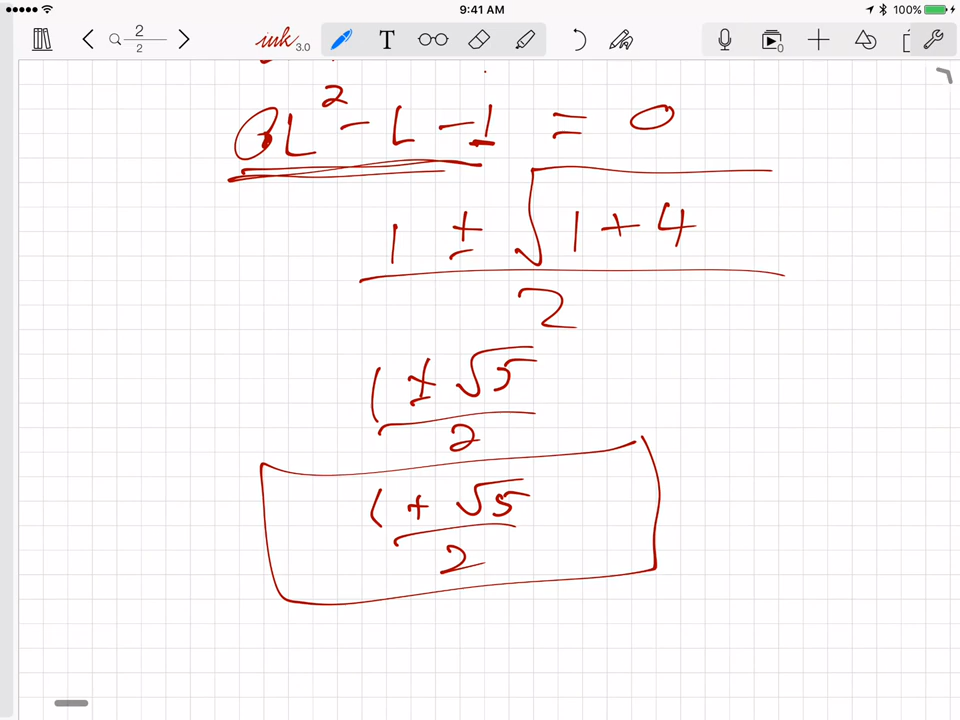 9:41 AM
100%
2
2
ink 3.0
T
0
L² - L - 1 = 0
1 ± √1 + 4
2
1 ± √5
2
1 + √5
2